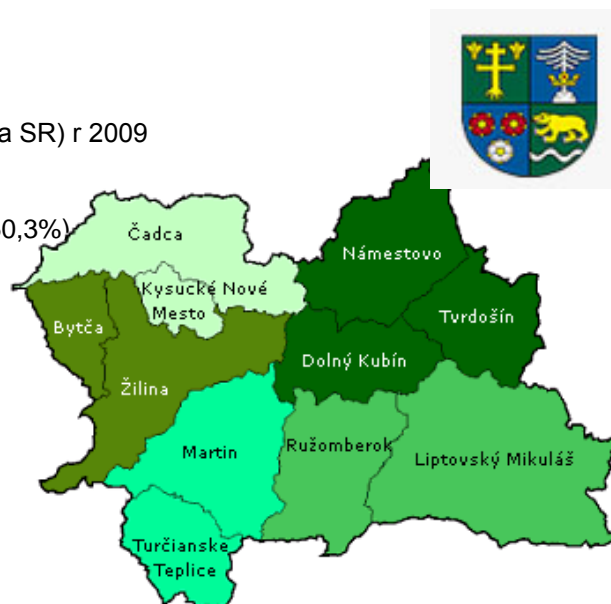 a SR) r 2009
0,3%)
Čadca
Námestovo
Kysucké Nové
Mesto
Tvrdošín
Bytča
Dolný Kubín
Žilina
Ružomberok
Martin
Liptovský Mikuláš
Turčianske
Teplice